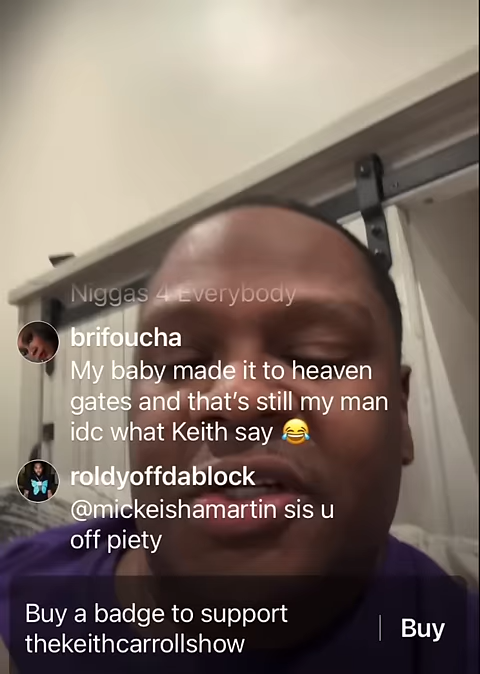 Niggas 4 Everybody
brifoucha
My baby made it to heaven
gates and that's still my man
idc what Keith say 😂
roldyoffdablock
@mickeishamartin sis u
off piety
Buy a badge to support
thekeithcarrollshow
Buy